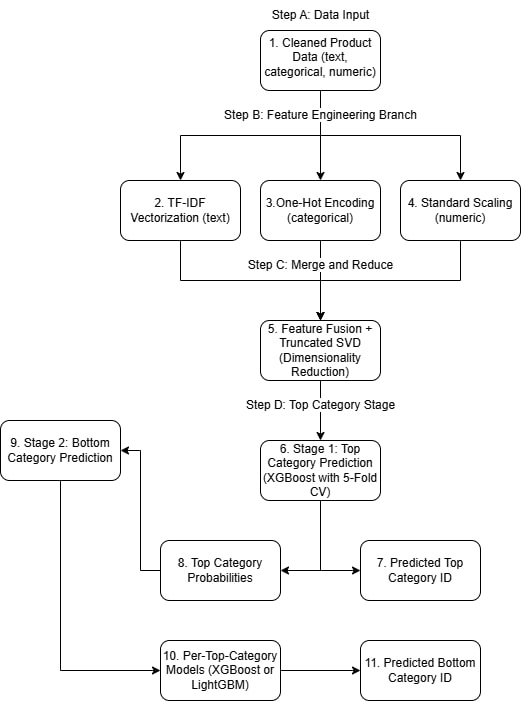 Step A: Data Input
1. Cleaned Product
Data (text,
categorical, numeric)
Step B: Feature Engineering Branch
2. TF-IDF
Vectorization (text)
3.One-Hot Encoding
(categorical)
4. Standard Scaling
(numeric)
Step C: Merge and Reduce
5. Feature Fusion +
Truncated SVD
(Dimensionality
Reduction)
Step D: Top Category Stage
9. Stage 2: Bottom
Category Prediction
6. Stage 1: Top
Category Prediction
(XGBoost with 5-Fold
CV)
8. Top Category
Probabilities
7. Predicted Top
Category ID
10. Per-Top-Category
Models (XGBoost or
LightGBM)
11. Predicted Bottom
Category ID